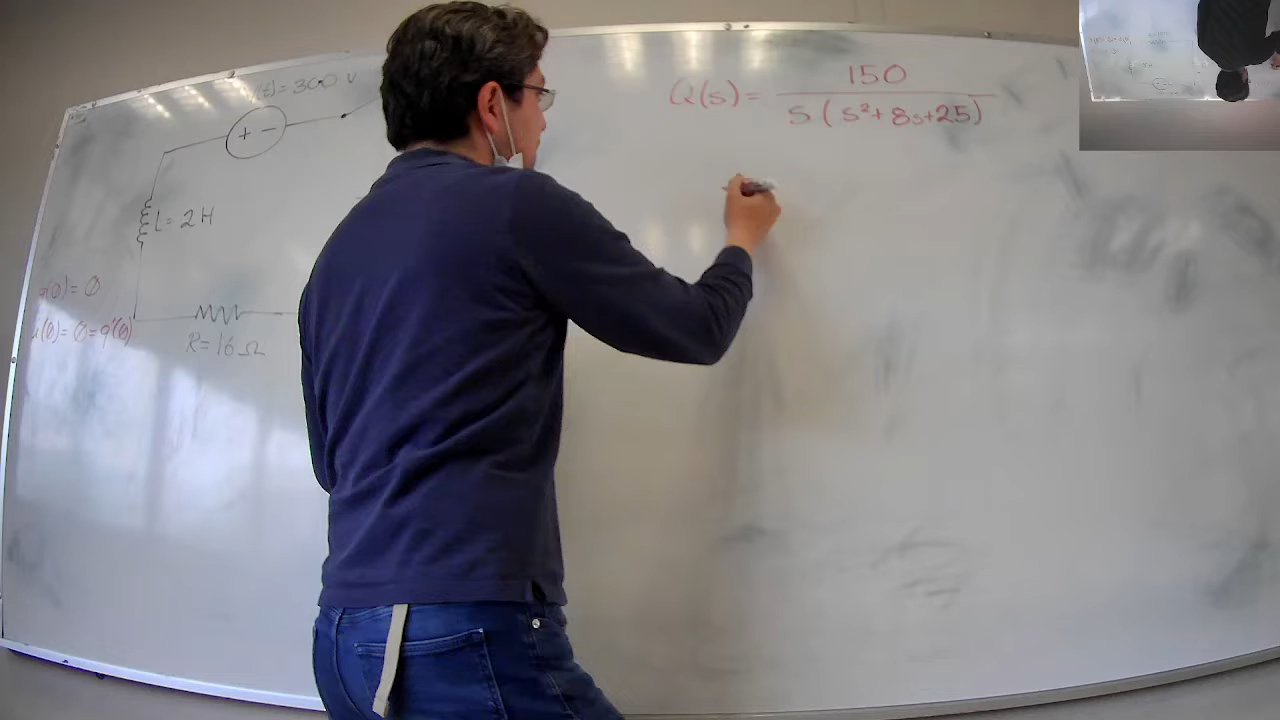 (t) = 300 V
+ -
L = 2 H
q(0) = 0
i(0) = 0 = q'(0)
R = 16 Ω
Q(s) = 150 / s ( s² + 8s + 25 )